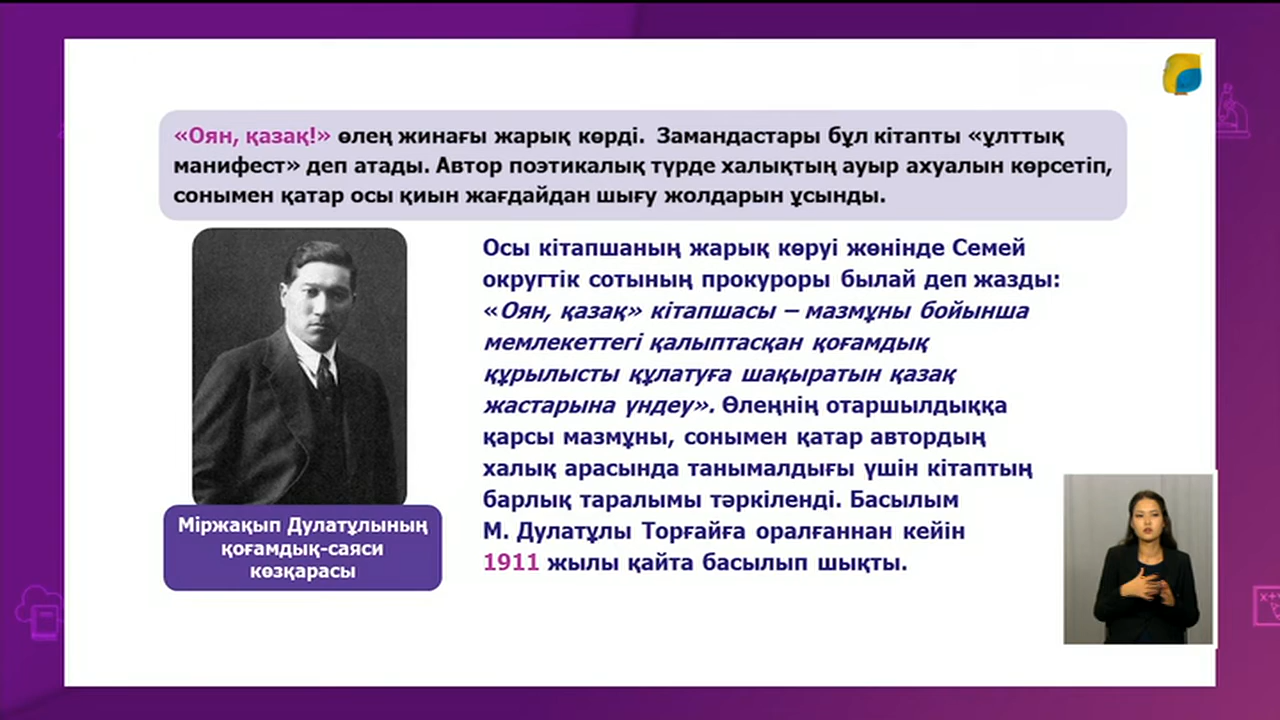 «Оян, қазақ!» өлең жинағы жарық көрді. Замандастары бұл кітапты «ұлттық
манифест» деп атады. Автор поэтикалық түрде халықтың ауыр ахуалын көрсетіп,
сонымен қатар осы қиын жағдайдан шығу жолдарын ұсынды.
Осы кітапшаның жарық көруі жөнінде Семей
округтік сотының прокуроры былай деп жазды:
«Оян, қазақ» кітапшасы – мазмұны бойынша
мемлекеттегі қалыптасқан қоғамдық
құрылысты құлатуға шақыратын қазақ
жастарына үндеу». Өлеңнің отаршылдыққа
қарсы мазмұны, сонымен қатар автордың
халық арасында танымалдығы үшін кітаптың
барлық таралымы тәркіленді. Басылым
М. Дулатұлы Торғайға оралғаннан кейін
1911 жылы қайта басылып шықты.
Міржақып Дулатұлының
қоғамдық-саяси
көзқарасы